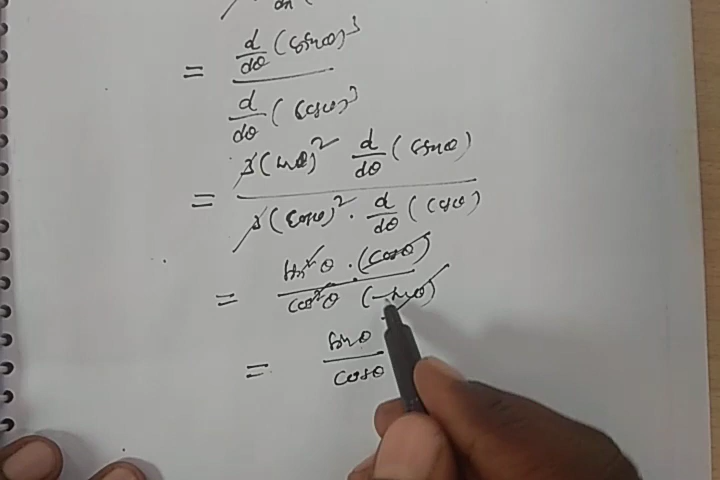 = d/dθ (sinθ)³ / d/dθ (cosθ)³
= 3(sinθ)² d/dθ (sinθ) / 3(cosθ)² · d/dθ (cosθ)
= sin²θ · (cosθ) / cos²θ (-sinθ)
= sinθ / cosθ